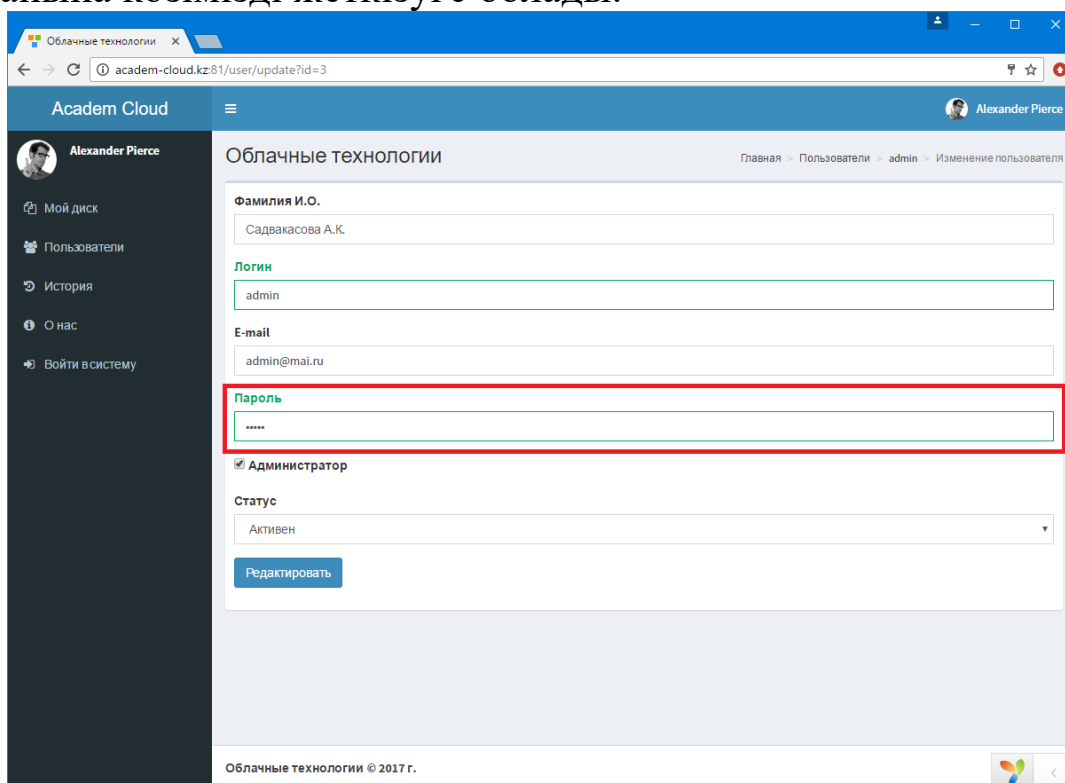 Облачные технологии
academ-cloud.kz:81/user/update?id=3
Academ Cloud
Alexander Pierce
Alexander Pierce
Облачные технологии
Главная > Пользователи > admin > Изменение пользователя
Мой диск
Пользователи
История
О нас
Войти в систему
Фамилия И.О.
Садвакасова А.К.
Логин
admin
E-mail
admin@mai.ru
Пароль
•••••
Администратор
Статус
Активен
Редактировать
Облачные технологии © 2017 г.